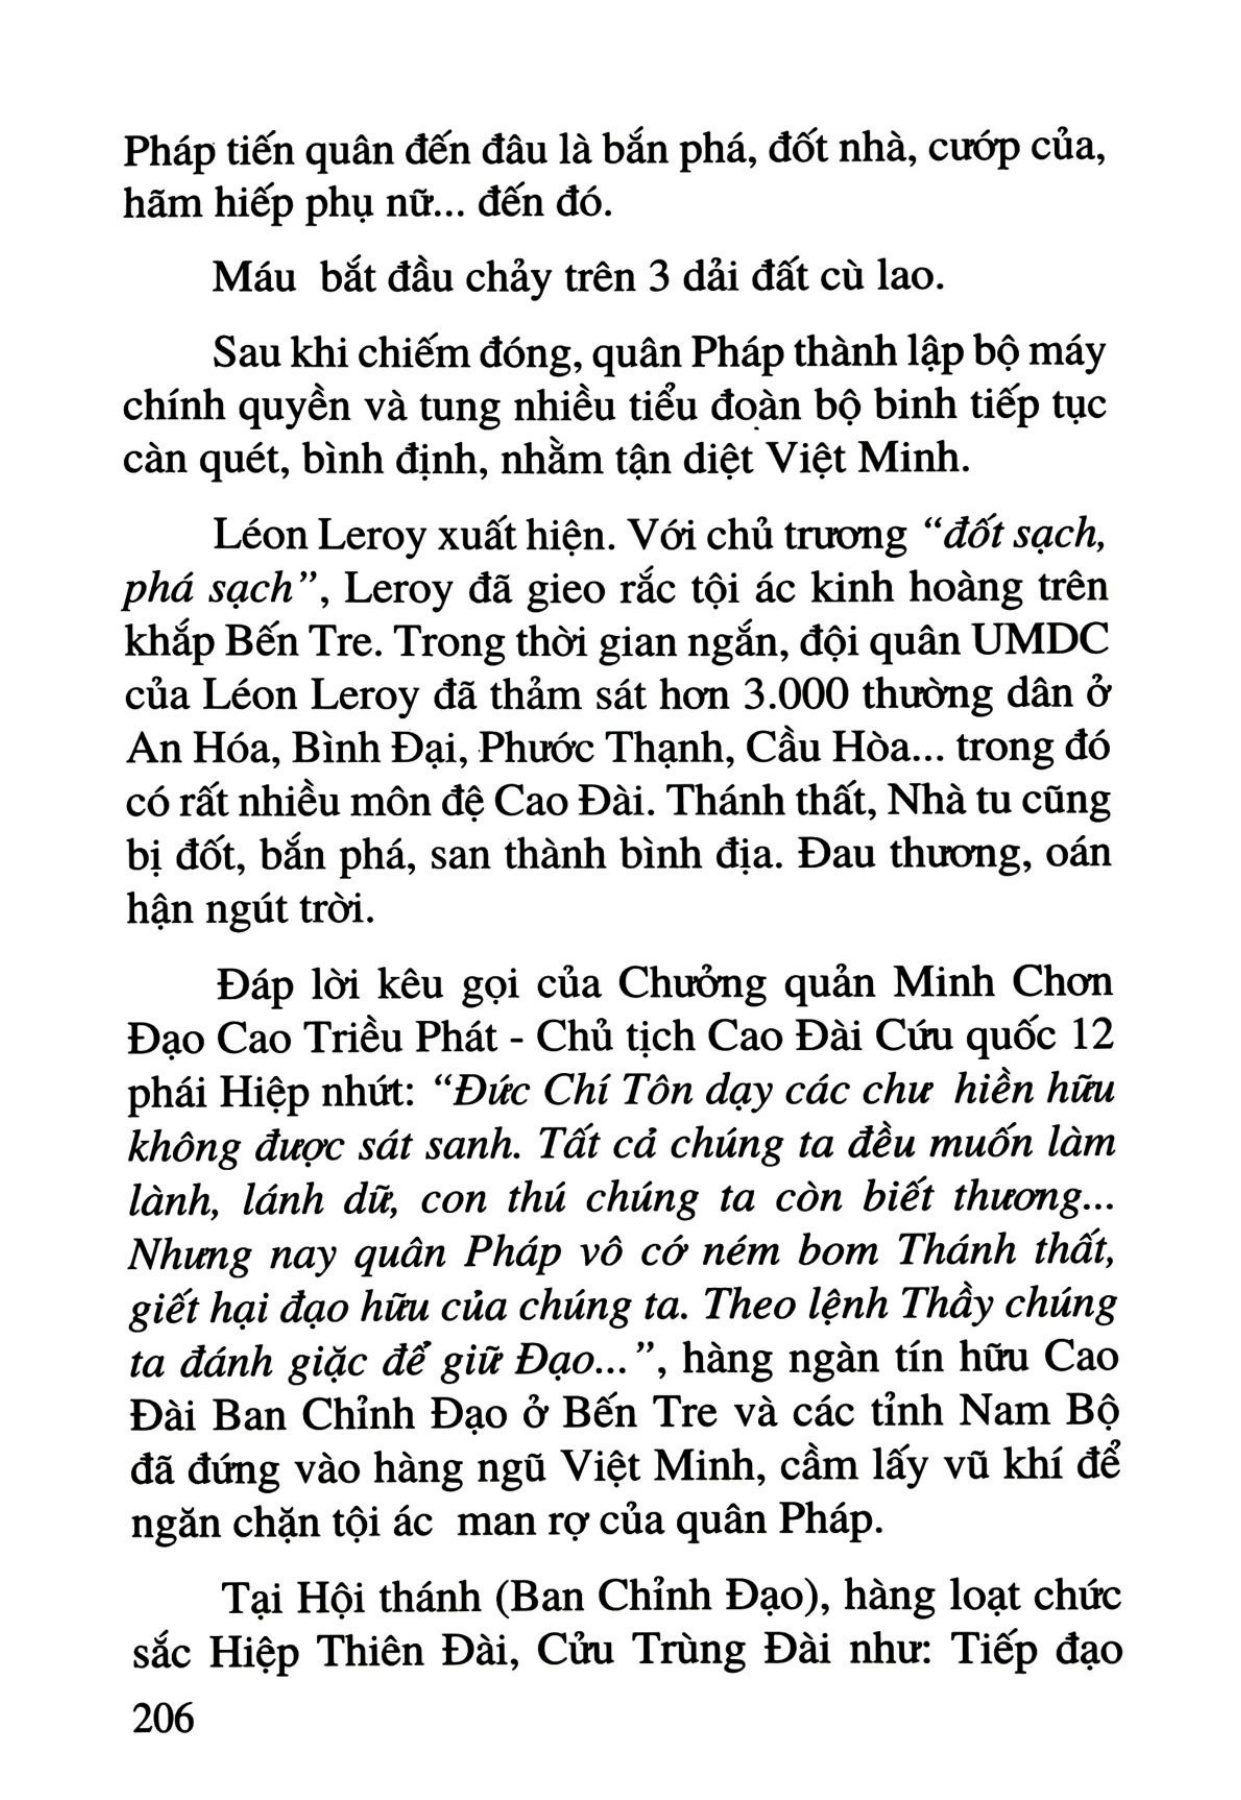 Pháp tiến quân đến đâu là bắn phá, đốt nhà, cướp của,
hãm hiếp phụ nữ... đến đó.
Máu bắt đầu chảy trên 3 dải đất cù lao.
Sau khi chiếm đóng, quân Pháp thành lập bộ máy
chính quyền và tung nhiều tiểu đoàn bộ binh tiếp tục
càn quét, bình định, nhằm tận diệt Việt Minh.
Léon Leroy xuất hiện. Với chủ trương “đốt sạch,
phá sạch”, Leroy đã gieo rắc tội ác kinh hoàng trên
khắp Bến Tre. Trong thời gian ngắn, đội quân UMDC
của Léon Leroy đã thảm sát hơn 3.000 thường dân ở
An Hóa, Bình Đại, Phước Thạnh, Cầu Hòa... trong đó
có rất nhiều môn đệ Cao Đài. Thánh thất, Nhà tu cũng
bị đốt, bắn phá, san thành bình địa. Đau thương, oán
hận ngút trời.
Đáp lời kêu gọi của Chưởng quản Minh Chơn
Đạo Cao Triều Phát - Chủ tịch Cao Đài Cứu quốc 12
phái Hiệp nhứt: “Đức Chí Tôn dạy các chư hiền hữu
không được sát sanh. Tất cả chúng ta đều muốn làm
lành, lánh dữ, con thú chúng ta còn biết thương...
Nhưng nay quân Pháp vô cớ ném bom Thánh thất,
giết hại đạo hữu của chúng ta. Theo lệnh Thầy chúng
ta đánh giặc để giữ Đạo...”, hàng ngàn tín hữu Cao
Đài Ban Chỉnh Đạo ở Bến Tre và các tỉnh Nam Bộ
đã đứng vào hàng ngũ Việt Minh, cầm lấy vũ khí để
ngăn chặn tội ác man rợ của quân Pháp.
Tại Hội thánh (Ban Chỉnh Đạo), hàng loạt chức
sắc Hiệp Thiên Đài, Cửu Trùng Đài như: Tiếp đạo
206